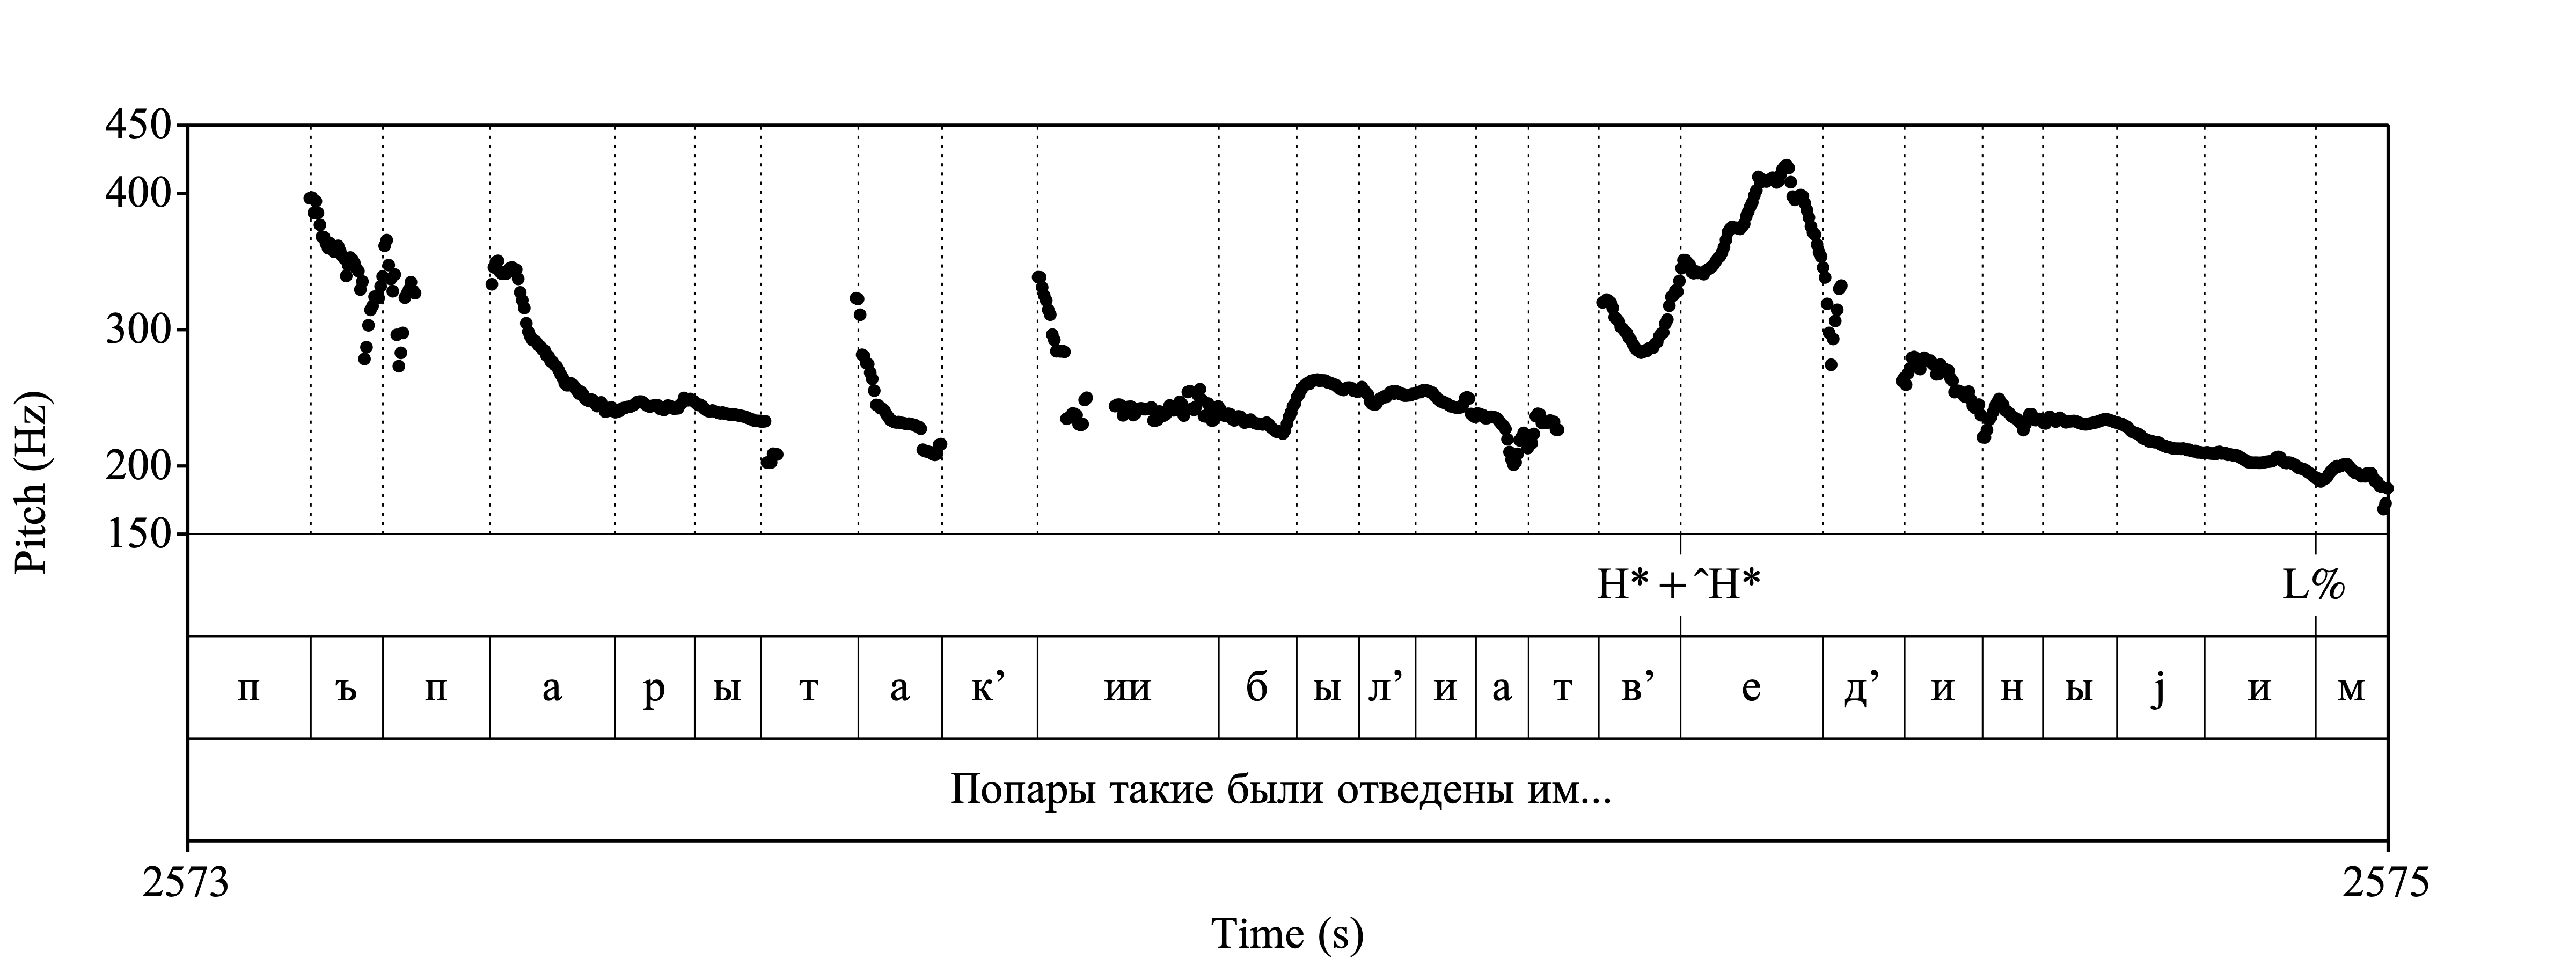 450
400
300
200
150
Pitch (Hz)
H* + ˆH* L%
п ъ п а р ы т а к’ ии б ы л’ и а т в’ е д’ и н ы j и м
Попары такие были отведены им...
2573 2575
Time (s)